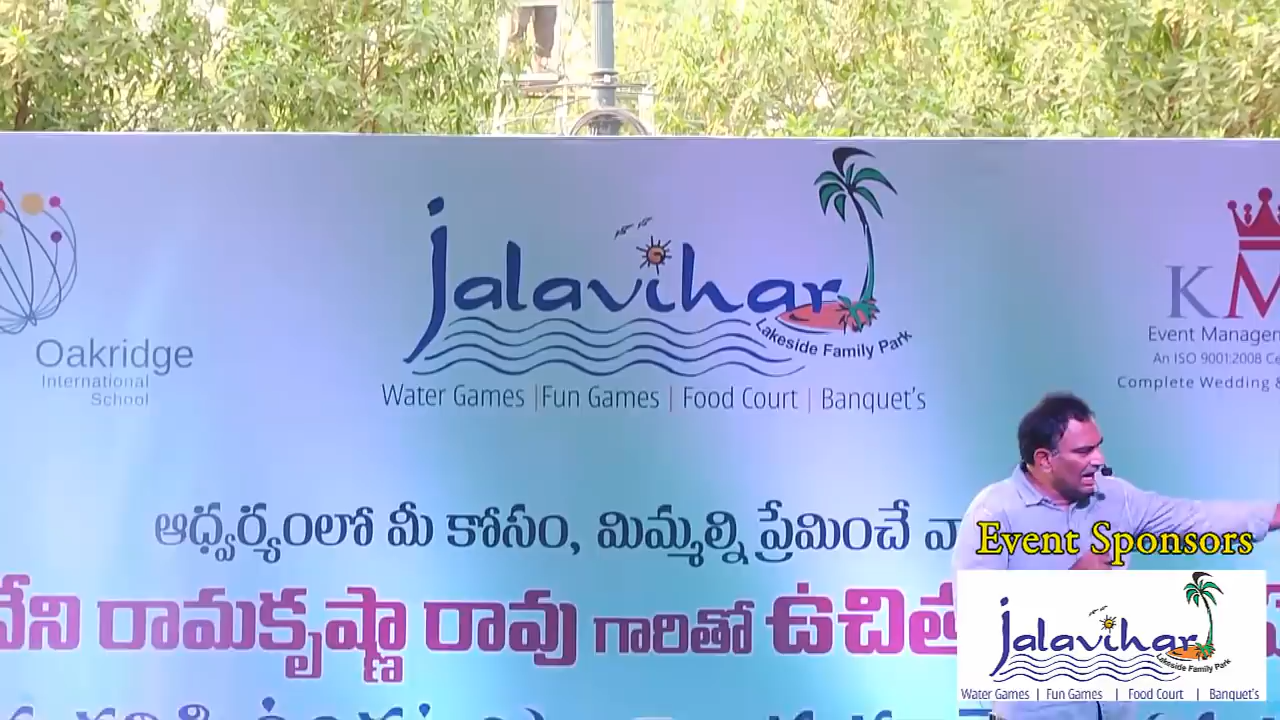 Jalavihar
Lakeside Family Park
Water Games |Fun Games | Food Court | Banquet's
Oakridge
International
School
K
Event
An ISO 9001:2008
Complete Wedding &
ఆధ్వర్యంలో మీ కోసం, మిమ్మల్ని ప్రేమించే
రామకృష్ణా రావు గారితో
Event Sponsors
Jalavihar
Lakeside Family Park
Water Games | Fun Games | Food Court | Banquet's